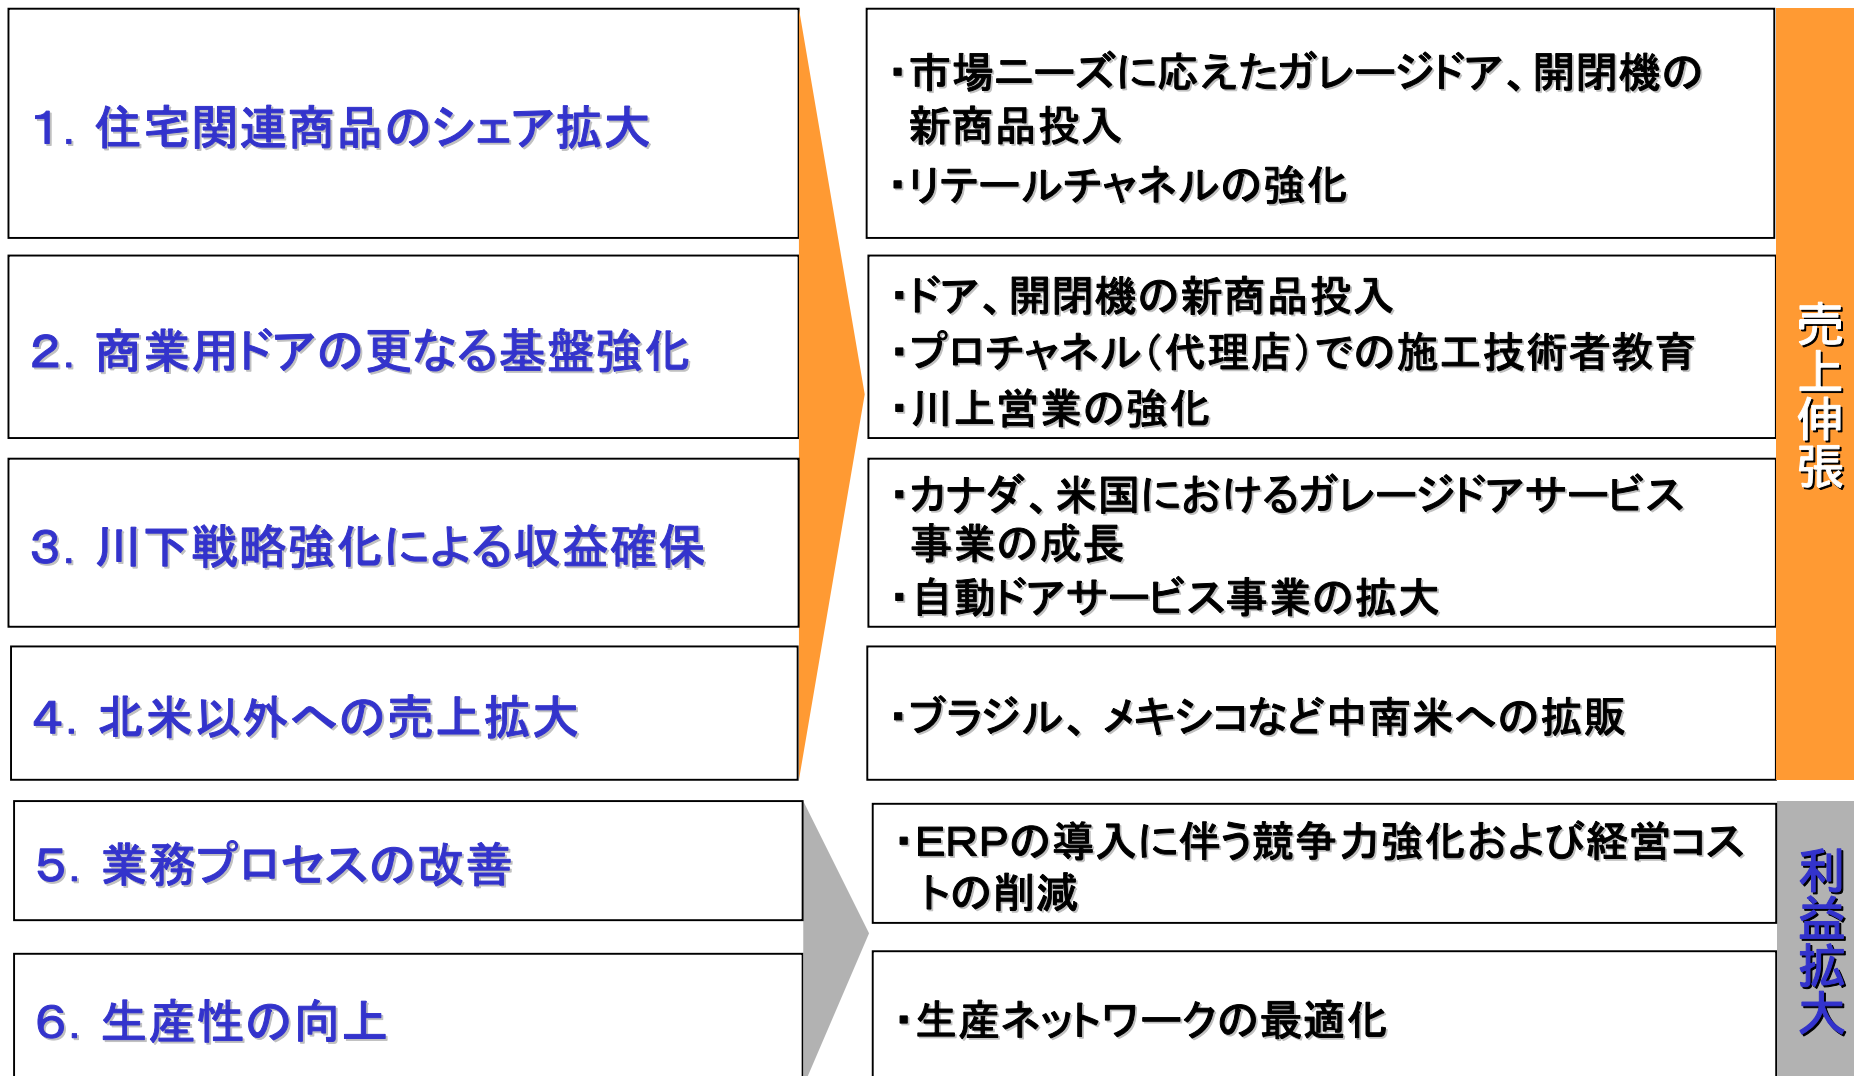 １．住宅関連商品のシェア拡大
・市場ニーズに応えたガレージドア、開閉機の
新商品投入
・リテールチャネルの強化
２．商業用ドアの更なる基盤強化
・ドア、開閉機の新商品投入
・プロチャネル（代理店）での施工技術者教育
・川上営業の強化
３．川下戦略強化による収益確保
・カナダ、米国におけるガレージドアサービス
事業の成長
・自動ドアサービス事業の拡大
４．北米以外への売上拡大
・ブラジル、メキシコなど中南米への拡販
売上伸張
５．業務プロセスの改善
・ＥＲＰの導入に伴う競争力強化および経営コス
トの削減
６．生産性の向上
・生産ネットワークの最適化
利益拡大